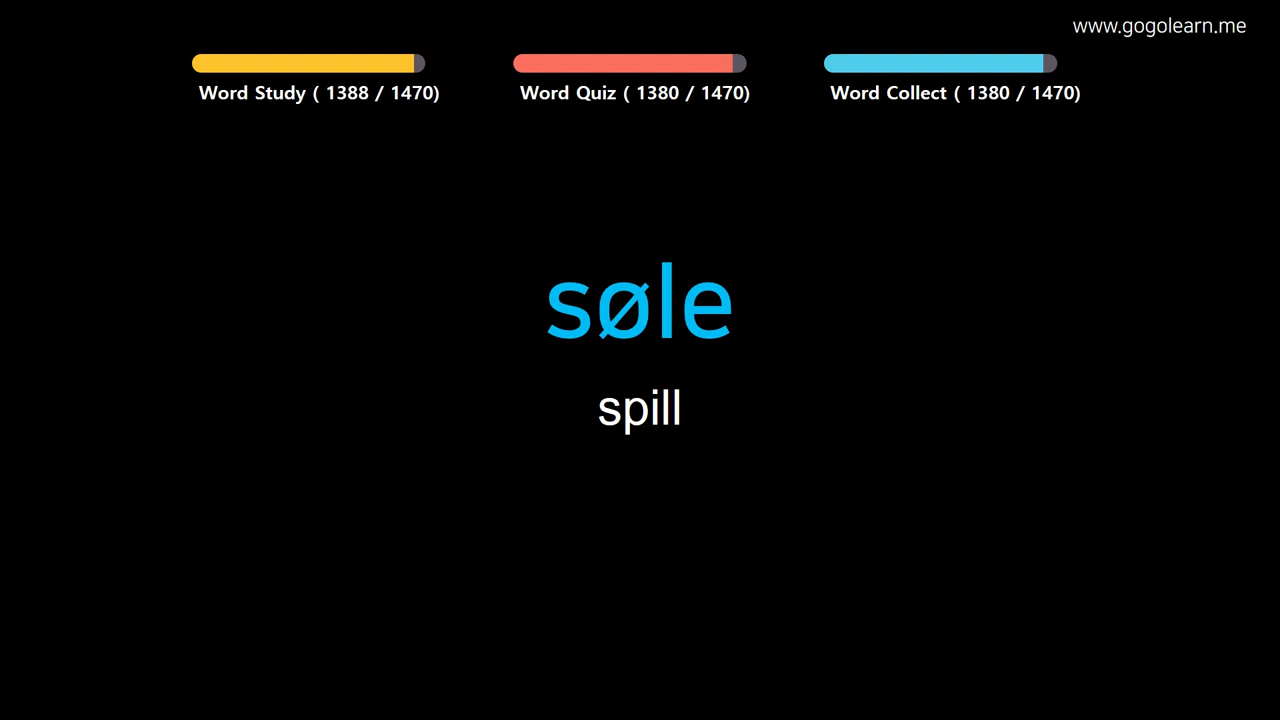 www.gogolearn.me
Word Study ( 1388 / 1470)
Word Quiz ( 1380 / 1470)
Word Collect ( 1380 / 1470)
søle
spill